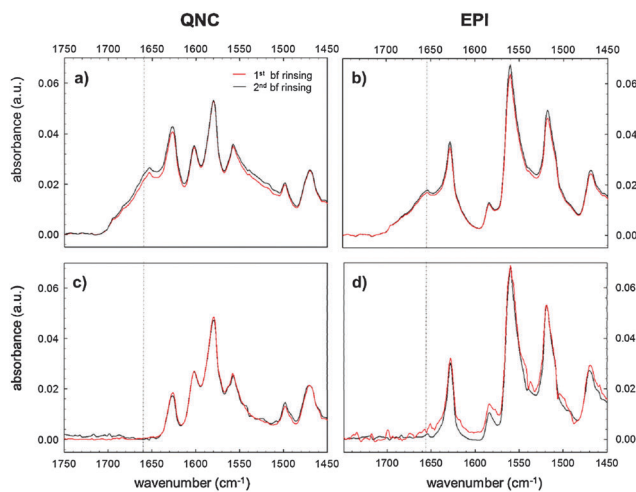 QNC
EPI
1750 1700 1650 1600 1550 1500 1450
1700 1650 1600 1550 1500 1450
a)
1st bf rinsing
2nd bf rinsing
b)
absorbance (a.u.)
0.06
0.04
0.02
0.00
0.06
0.04
0.02
0.00
absorbance (a.u.)
c)
d)
absorbance (a.u.)
0.06
0.04
0.02
0.00
0.06
0.04
0.02
0.00
absorbance (a.u.)
1750 1700 1650 1600 1550 1500 1450
1700 1650 1600 1550 1500 1450
wavenumber (cm-1)
wavenumber (cm-1)